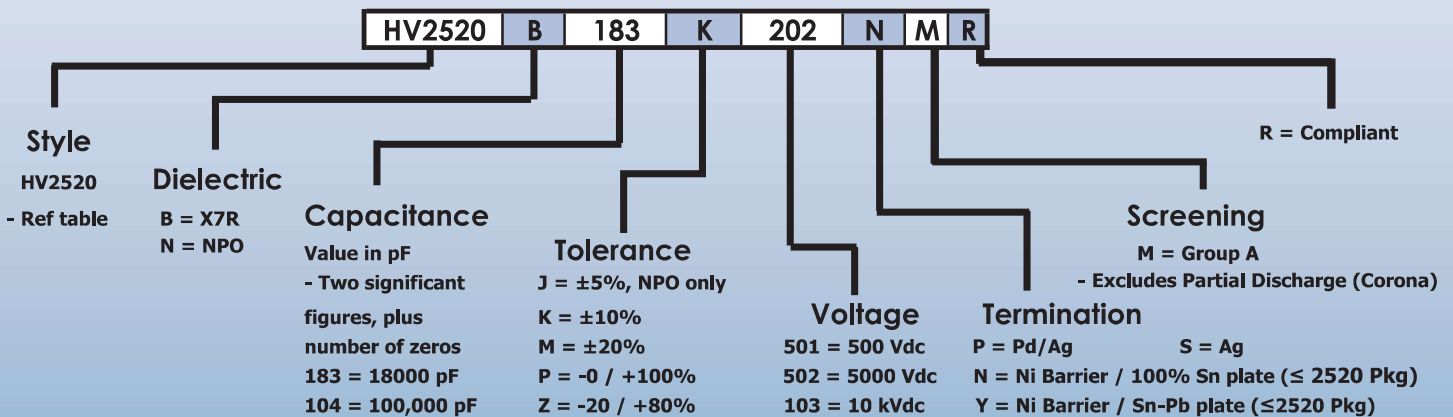 HV2520 B 183 K 202 N M R
Style
HV2520
- Ref table
Dielectric
B = X7R
N = NPO
Capacitance
Value in pF
- Two significant
figures, plus
number of zeros
183 = 18000 pF
104 = 100,000 pF
Tolerance
J = ±5%, NPO only
K = ±10%
M = ±20%
P = -0 / +100%
Z = -20 / +80%
Voltage
501 = 500 Vdc
502 = 5000 Vdc
103 = 10 kVdc
Termination
P = Pd/Ag S = Ag
N = Ni Barrier / 100% Sn plate (≤ 2520 Pkg)
Y = Ni Barrier / Sn-Pb plate (≤2520 Pkg)
Screening
M = Group A
- Excludes Partial Discharge (Corona)
R = Compliant